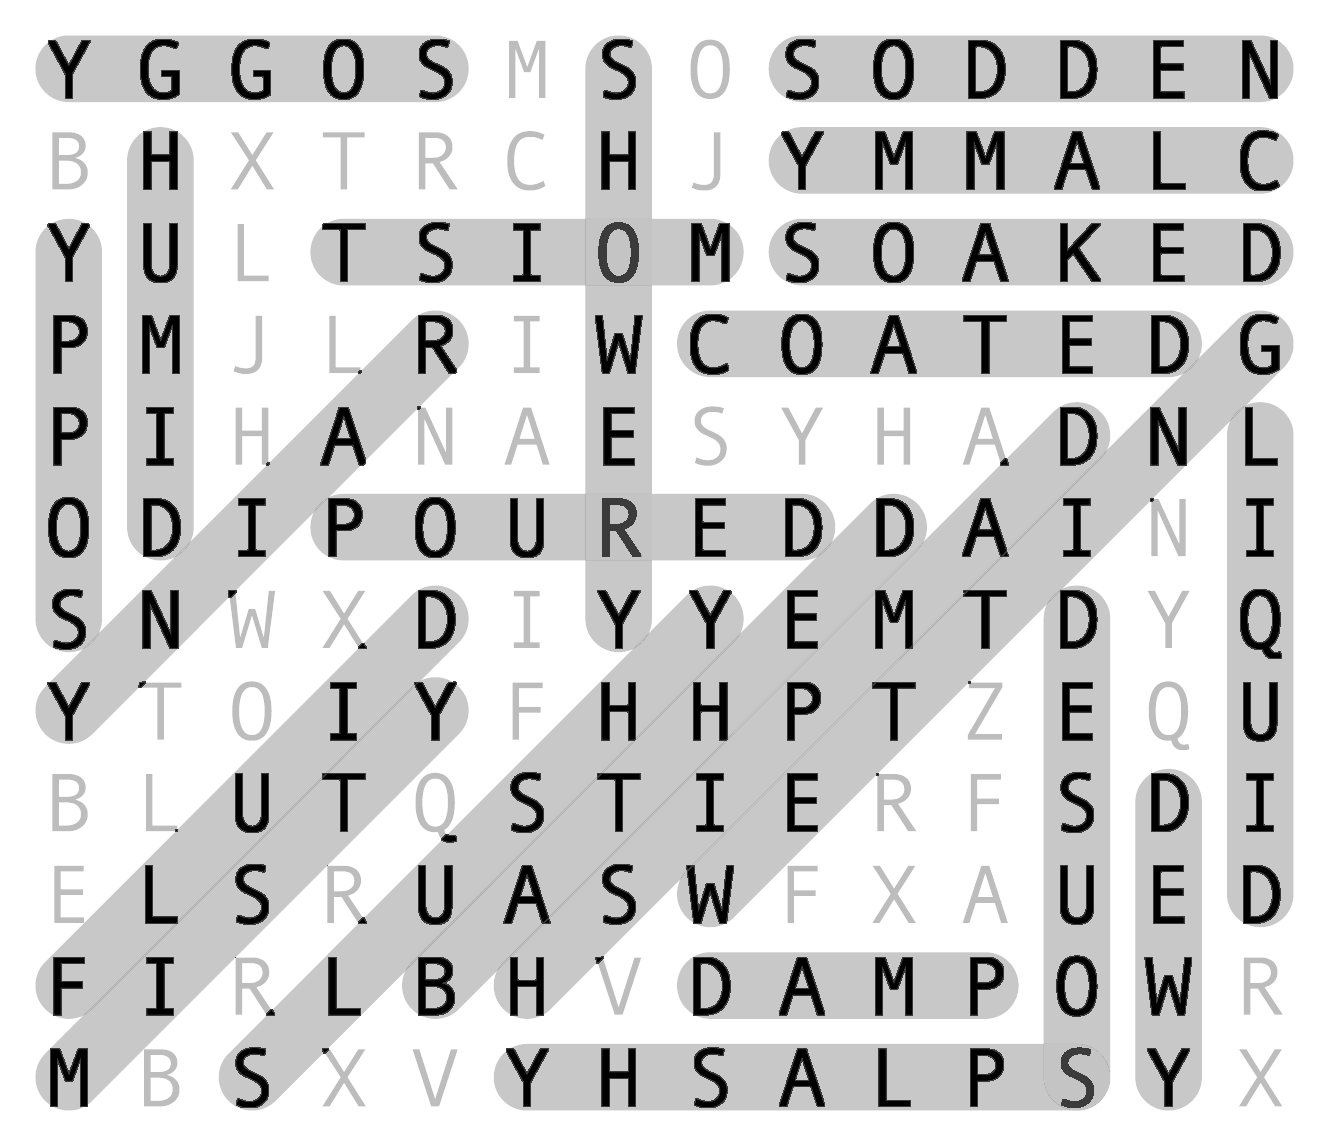 Y G G O S M S O S O D D E N
B H X T R C H J Y M M A L C
Y U L T S I O M S O A K E D
P M J L R I W C O A T E D G
P I H A N A E S Y H A D N L
O D I P O U R E D D A I N I
S N W X D I Y Y E M T D Y Q
Y T O I Y F H H P T Z E Q U
B L U T Q S T I E R F S D I
E L S R U A S W F X A U E D
F I R L B H V D A M P O W R
M B S X V Y H S A L P S Y X